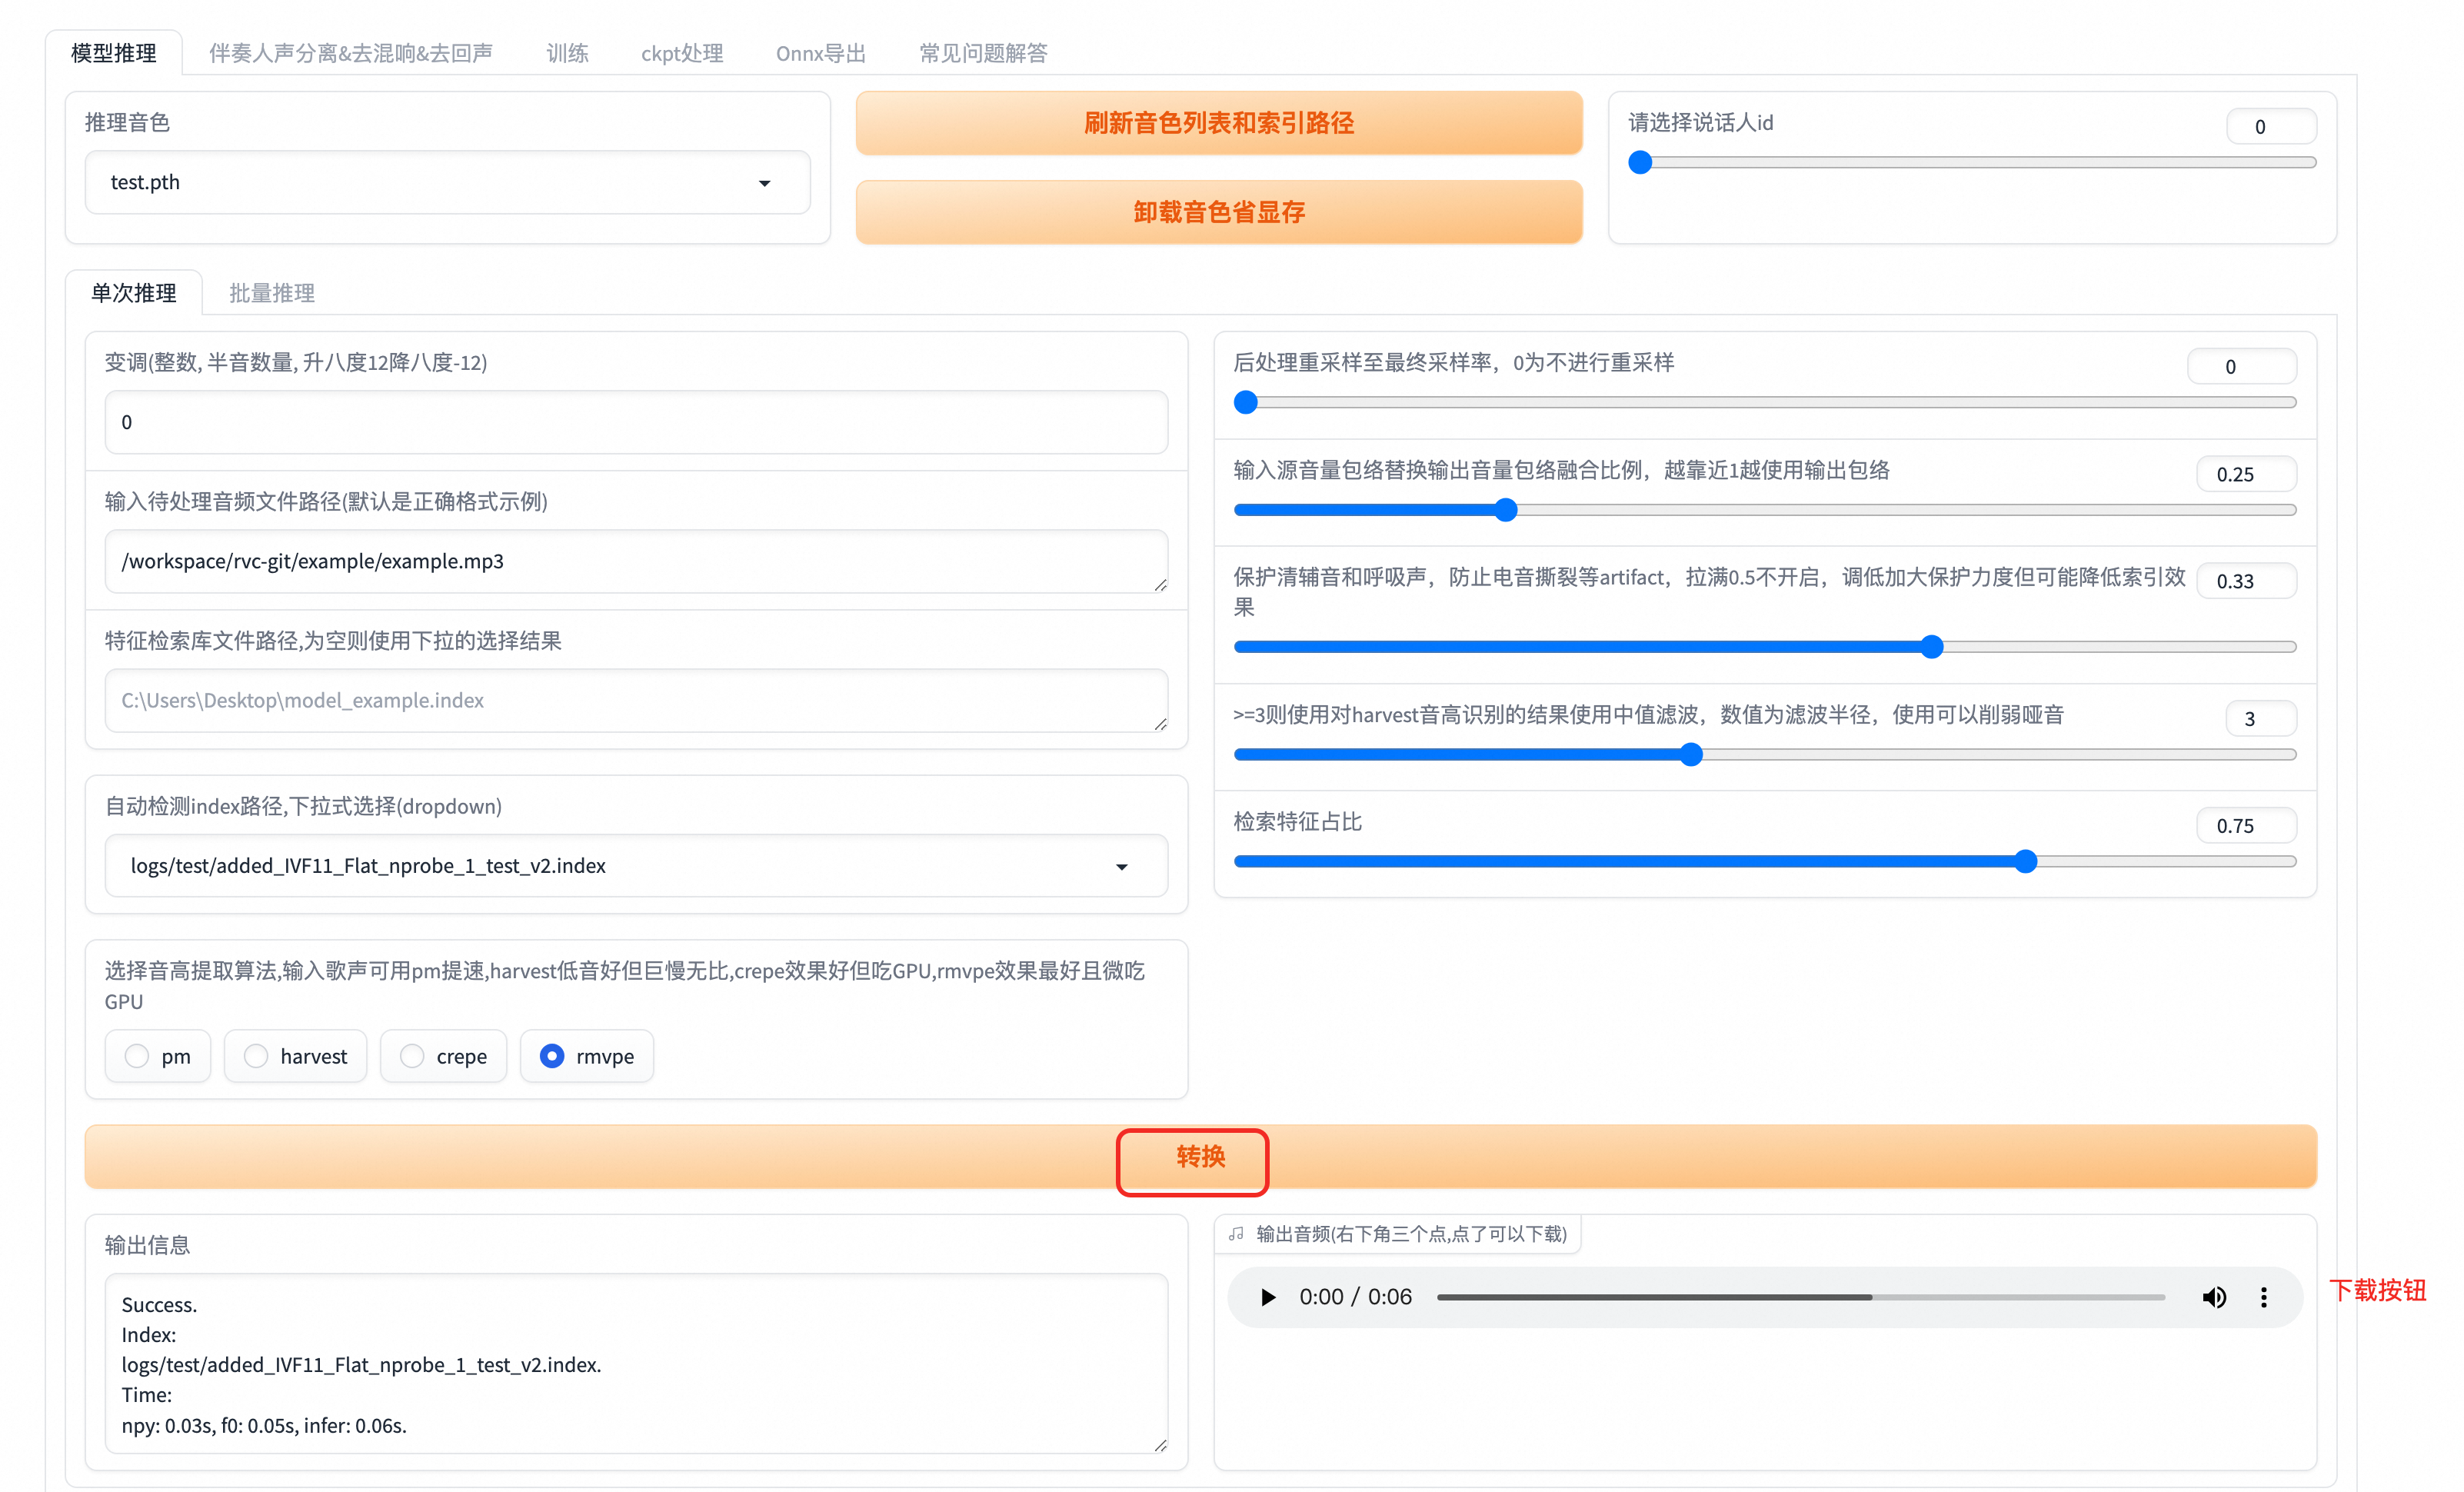 模型推理
伴奏人声分离&去混响&去回声
训练
ckpt处理
Onnx导出
常见问题解答
推理音色
test.pth
刷新音色列表和索引路径
卸载音色省显存
请选择说话人id
0
单次推理
批量推理
变调(整数, 半音数量, 升八度12降八度-12)
0
输入待处理音频文件路径(默认是正确格式示例)
/workspace/rvc-git/example/example.mp3
特征检索库文件路径,为空则使用下拉的选择结果
C:\Users\Desktop\model_example.index
自动检测index路径,下拉式选择(dropdown)
logs/test/added_IVF11_Flat_nprobe_1_test_v2.index
选择音高提取算法,输入歌声可用pm提速,harvest低音好但巨慢无比,crepe效果好但吃GPU,rmvpe效果最好且微吃
GPU
pm
harvest
crepe
rmvpe
后处理重采样至最终采样率，0为不进行重采样
0
输入源音量包络替换输出音量包络融合比例，越靠近1越使用输出包络
0.25
保护清辅音和呼吸声，防止电音撕裂等artifact，拉满0.5不开启，调低加大保护力度但可能降低索引效
果
0.33
>=3则使用对harvest音高识别的结果使用中值滤波，数值为滤波半径，使用可以削弱哑音
3
检索特征占比
0.75
转换
输出信息
Success.
Index:
logs/test/added_IVF11_Flat_nprobe_1_test_v2.index.
Time:
npy: 0.03s, f0: 0.05s, infer: 0.06s.
输出音频(右下角三个点,点了可以下载)
0:00 / 0:06
下载按钮